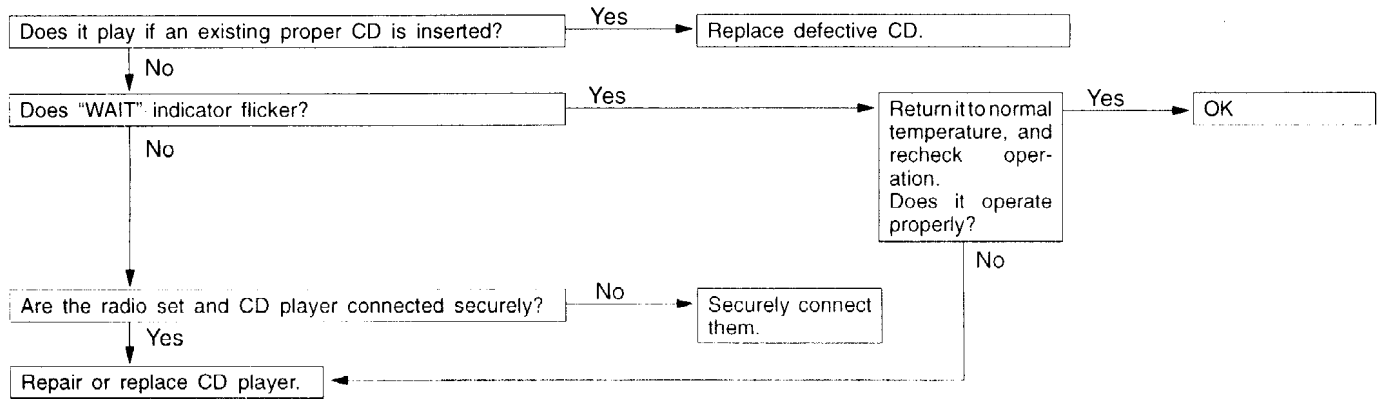 Does it play if an existing proper CD is inserted?
Yes
Replace defective CD.
No
Does "WAIT" indicator flicker?
Yes
Return it to normal
temperature, and
recheck oper-
ation.
Does it operate
properly?
Yes
OK
No
No
Are the radio set and CD player connected securely?
No
Securely connect
them.
Yes
Repair or replace CD player.